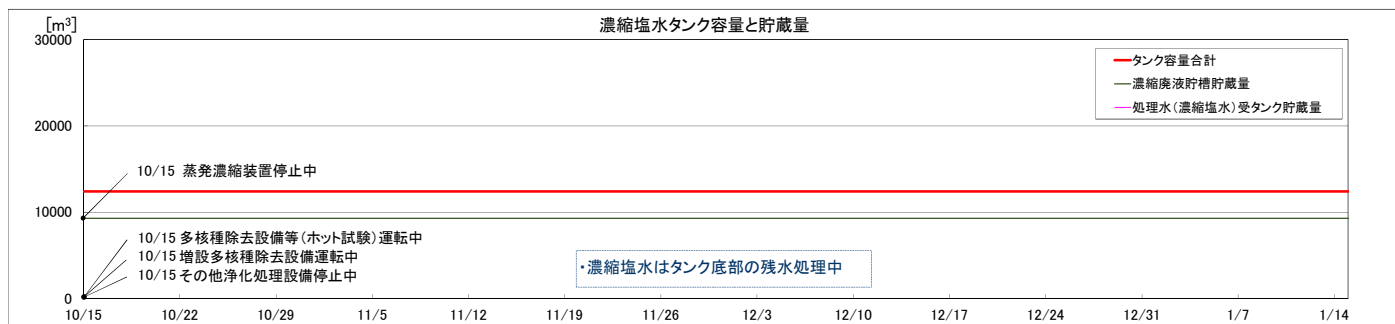 濃縮塩水タンク容量と貯蔵量
[m³]
30000
20000
10000
0
タンク容量合計
濃縮廃液貯槽貯蔵量
処理水(濃縮塩水)受タンク貯蔵量
10/15 蒸発濃縮装置停止中
10/15 多核種除去設備等(ホット試験)運転中
10/15 増設多核種除去設備運転中
10/15 その他浄化処理設備停止中
・濃縮塩水はタンク底部の残水処理中
10/15 10/22 10/29 11/5 11/12 11/19 11/26 12/3 12/10 12/17 12/24 12/31 1/7 1/14